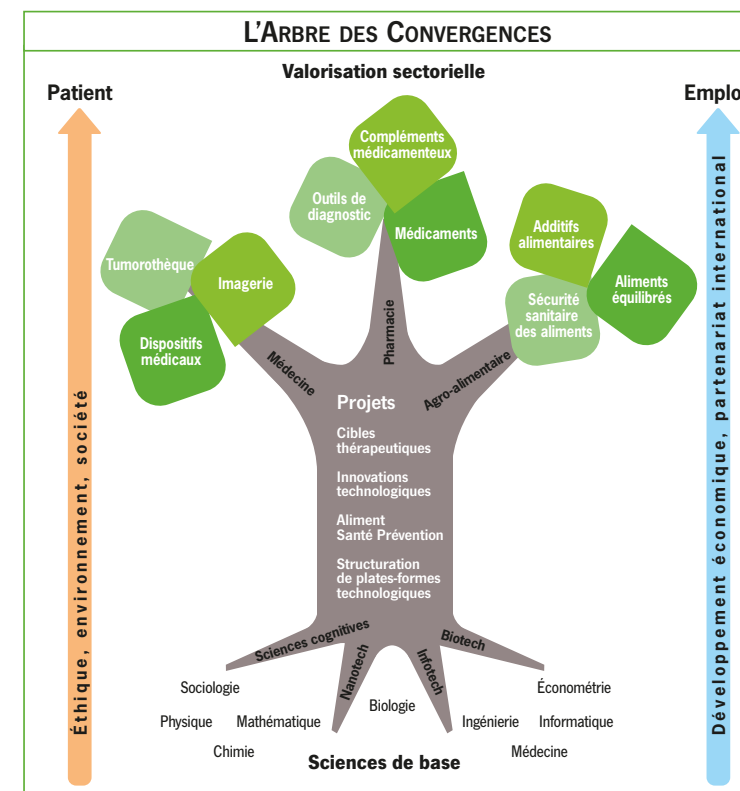 L'ARBRE DES CONVERGENCES
Valorisation sectorielle
Patient
Emplo
Compléments
médicamenteux
Outils de
diagnostic
Médicaments
Tumorothèque
Imagerie
Dispositifs
médicaux
Additifs
alimentaires
Aliments
équilibrés
Sécurité
sanitaire
des aliments
Médecine
Pharmacie
Agro-alimentaire
Projets
Cibles
thérapeutiques
Innovations
technologiques
Aliment
Santé Prévention
Structuration
de plates-formes
technologiques
Éthique, environnement, société
Développement économique, partenariat international
Sciences cognitives
Nanotech
Infotech
Biotech
Sociologie
Économétrie
Biologie
Physique
Mathématique
Ingénierie
Informatique
Chimie
Médecine
Sciences de base